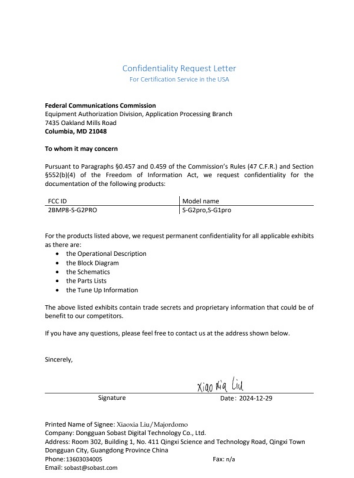 Confidentiality Request Letter
For Certification Service in the USA
Federal Communications Commission
Equipment Authorization Division, Application Processing Branch
7435 Oakland Mills Road
Columbia, MD 21048
To whom it may concern
Pursuant to Paragraphs §0.457 and 0.459 of the Commission's Rules (47 C.F.R.) and Section
§552(b)(4) of the Freedom of Information Act, we request confidentiality for the
documentation of the following products:
FCC ID Model name
2BMP8-S-G2PRO S-G2pro,S-G1pro
For the products listed above, we request permanent confidentiality for all applicable exhibits
as there are:
• the Operational Description
• the Block Diagram
• the Schematics
• the Parts Lists
• the Tune Up Information
The above listed exhibits contain trade secrets and proprietary information that could be of
benefit to our competitors.
If you have any questions, please feel free to contact us at the address shown below.
Sincerely,
Xiao xia Liu
Signature Date: 2024-12-29
Printed Name of Signee: Xiaoxia Liu/Majordomo
Company: Dongguan Sobast Digital Technology Co., Ltd.
Address: Room 302, Building 1, No. 411 Qingxi Science and Technology Road, Qingxi Town
Dongguan City, Guangdong Province China
Phone:13603034005 Fax: n/a
Email: sobast@sobast.com